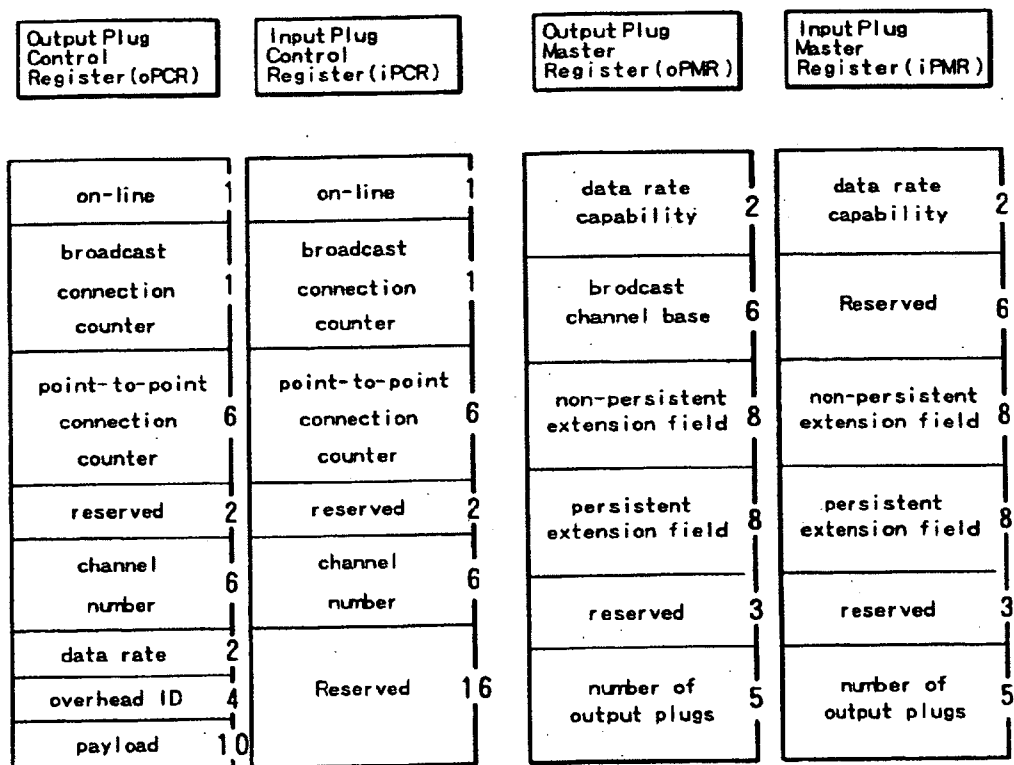 Output Plug
Control
Register(oPCR)
Input Plug
Control
Register(iPCR)
Output Plug
Master
Register(oPMR)
Input Plug
Master
Register(iPMR)
on-line 1
broadcast
connection 1
counter
point-to-point
connection 6
counter
reserved 2
channel
6
number
data rate 2
overhead ID 4
payload 10
on-line 1
broadcast
connection 1
counter
point-to-point
connection 6
counter
reserved 2
channel
6
number
Reserved 16
data rate
capability 2
brodcast
channel base 6
non-persistent
extension field 8
persistent
extension field 8
reserved 3
number of
output plugs 5
data rate
capability 2
Reserved 6
non-persistent
extension field 8
persistent
extension field 8
reserved 3
number of
output plugs 5